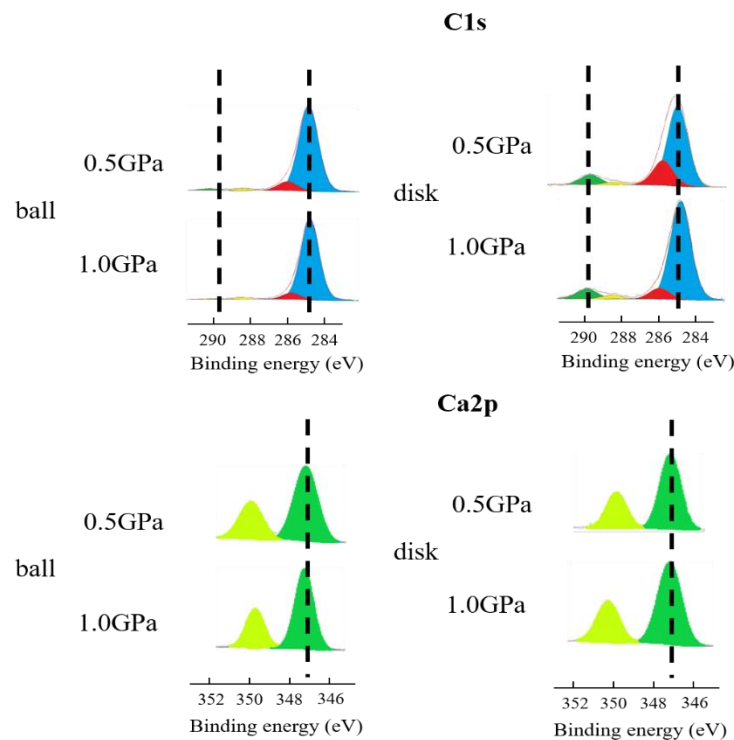 C1s
0.5GPa
ball
1.0GPa
290 288 286 284
Binding energy (eV)
0.5GPa
disk
1.0GPa
290 288 286 284
Binding energy (eV)
Ca2p
0.5GPa
ball
1.0GPa
352 350 348 346
Binding energy (eV)
0.5GPa
disk
1.0GPa
352 350 348 346
Binding energy (eV)